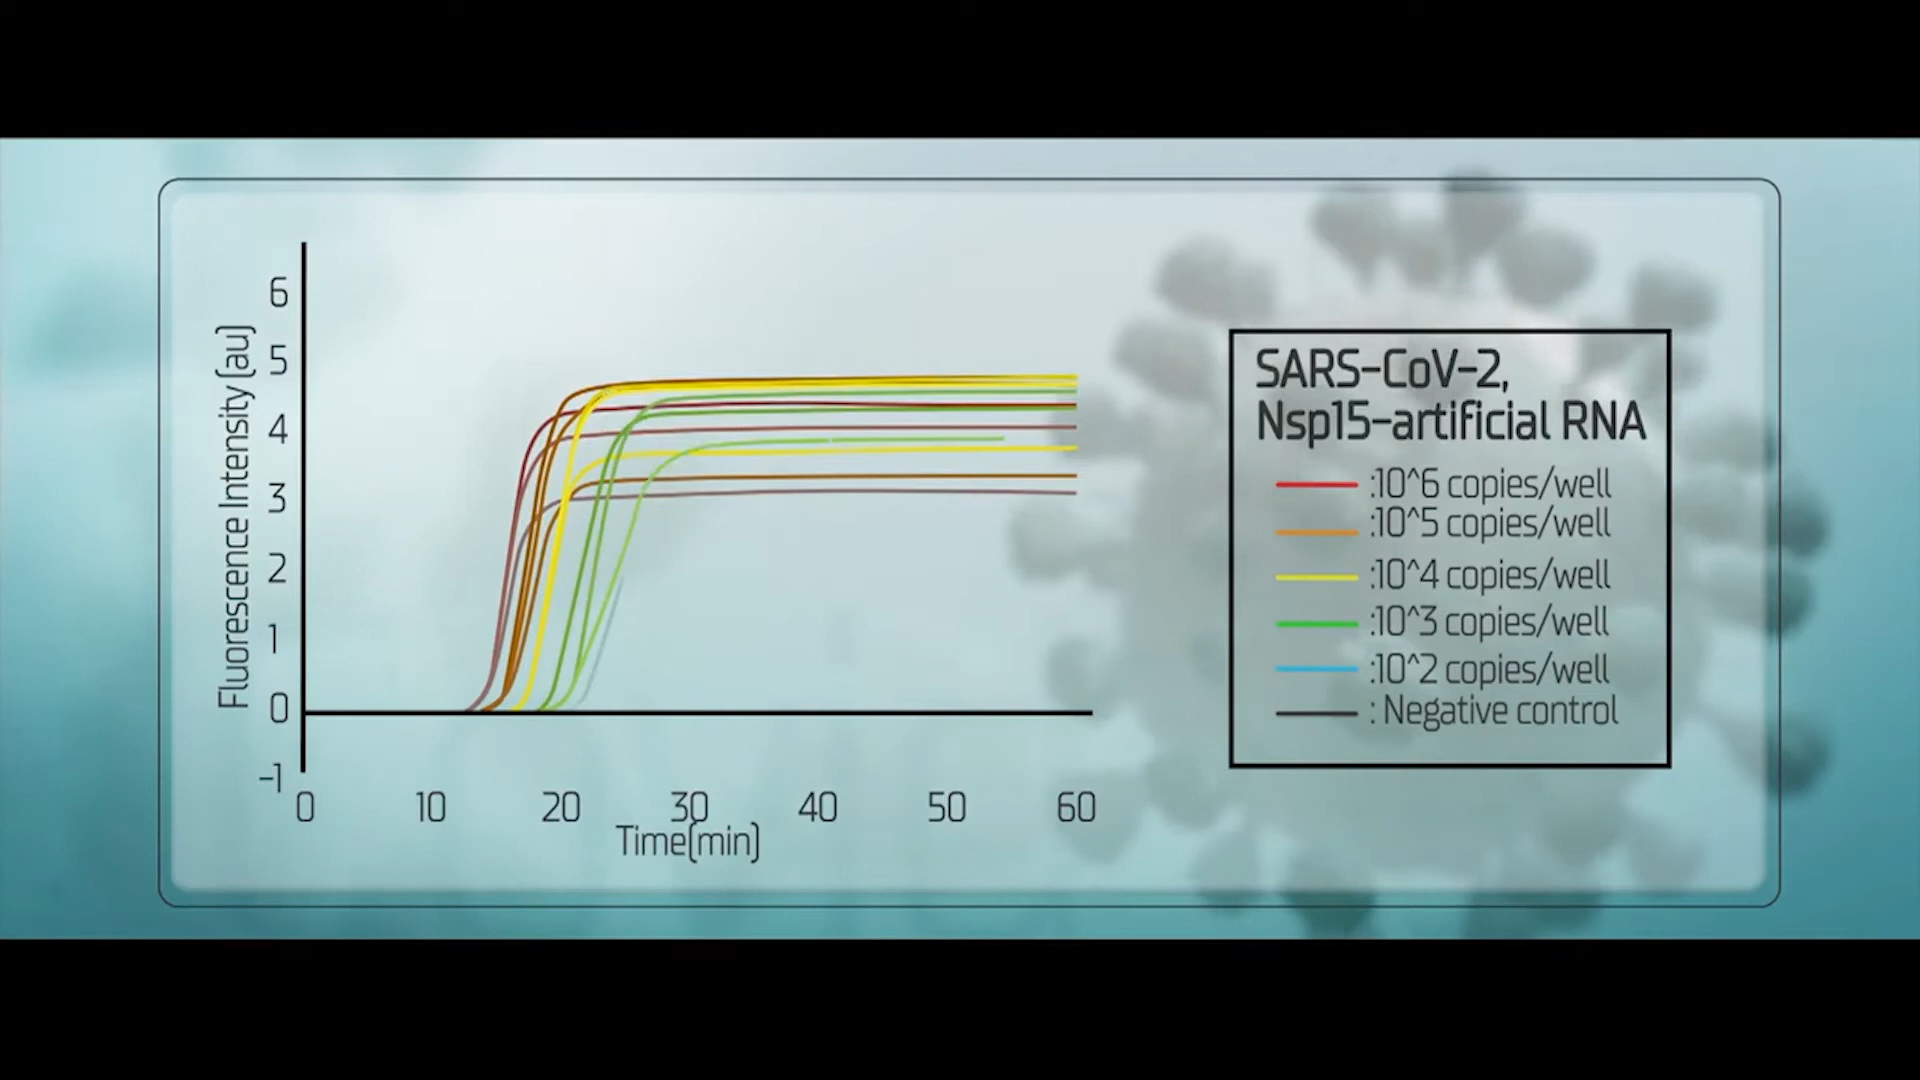 6
5
4
3
2
1
0
-1
Fluorescence Intensity (au)
0 10 20 30 40 50 60
Time(min)
SARS-CoV-2,
Nsp15-artificial RNA
:10^6 copies/well
:10^5 copies/well
:10^4 copies/well
:10^3 copies/well
:10^2 copies/well
: Negative control